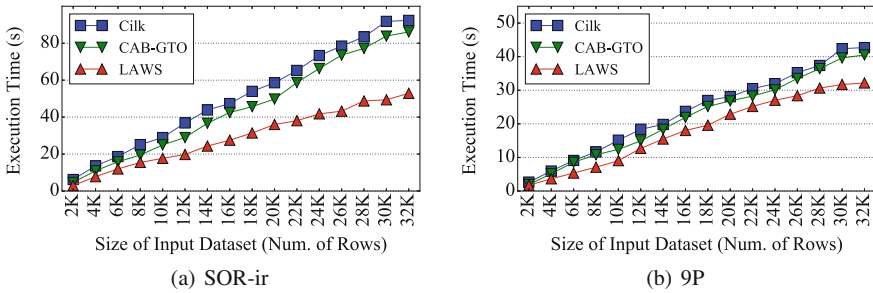 Execution Time (s)
80
60
40
20
0
Cilk
CAB-GTO
LAWS
2K
4K
6K
8K
10K
12K
14K
16K
18K
20K
22K
24K
26K
28K
30K
32K
Size of Input Dataset (Num. of Rows)
(a) SOR-ir
Execution Time (s)
50
40
30
20
10
0
Cilk
CAB-GTO
LAWS
2K
4K
6K
8K
10K
12K
14K
16K
18K
20K
22K
24K
26K
28K
30K
32K
Size of Input Dataset (Num. of Rows)
(b) 9P